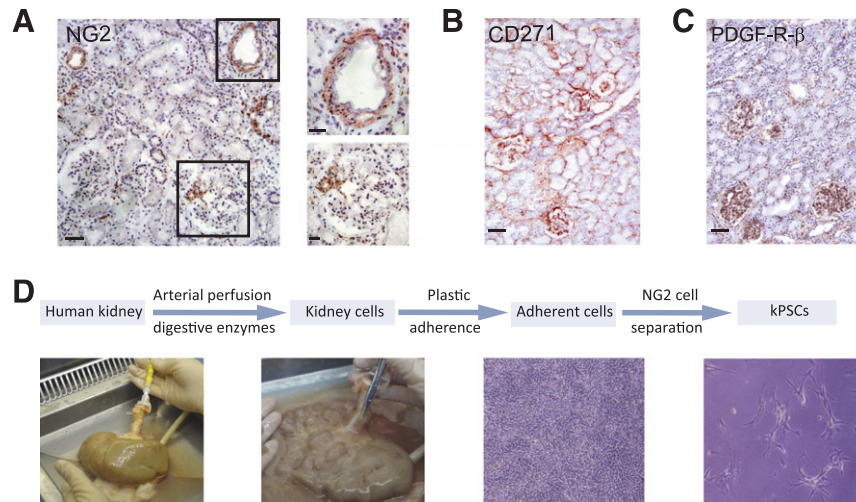 A
NG2
B
CD271
C
PDGF-R-β
D
Human kidney
Arterial perfusion
digestive enzymes
Kidney cells
Plastic
adherence
Adherent cells
NG2 cell
separation
kPSCs